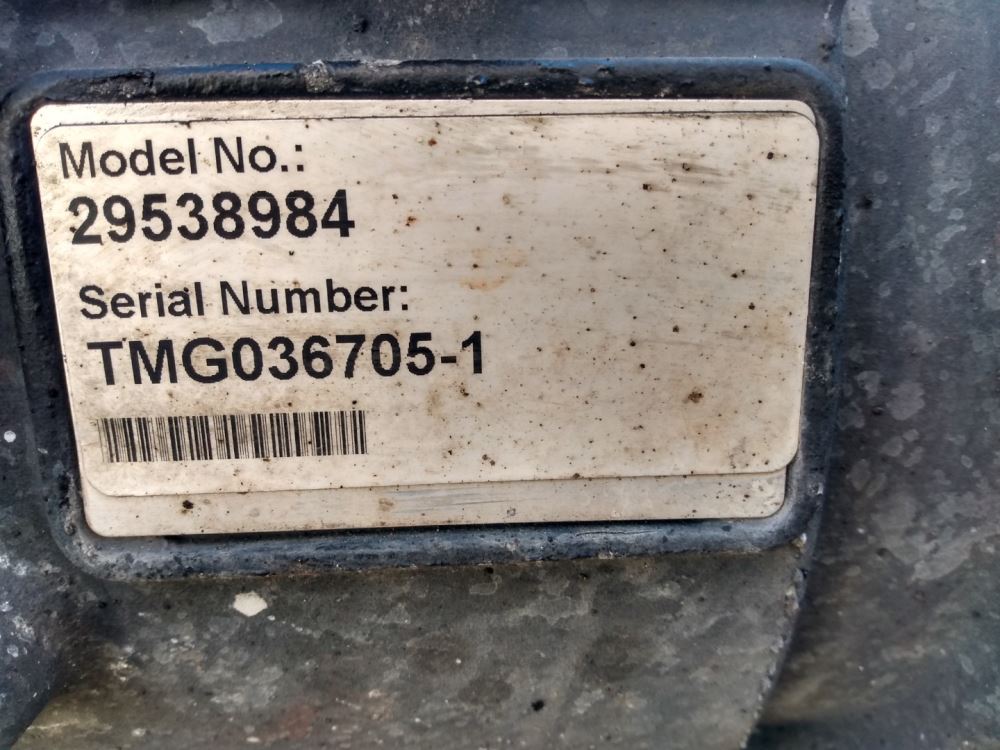 Model No.:
29538984
Serial Number:
TMG036705-1